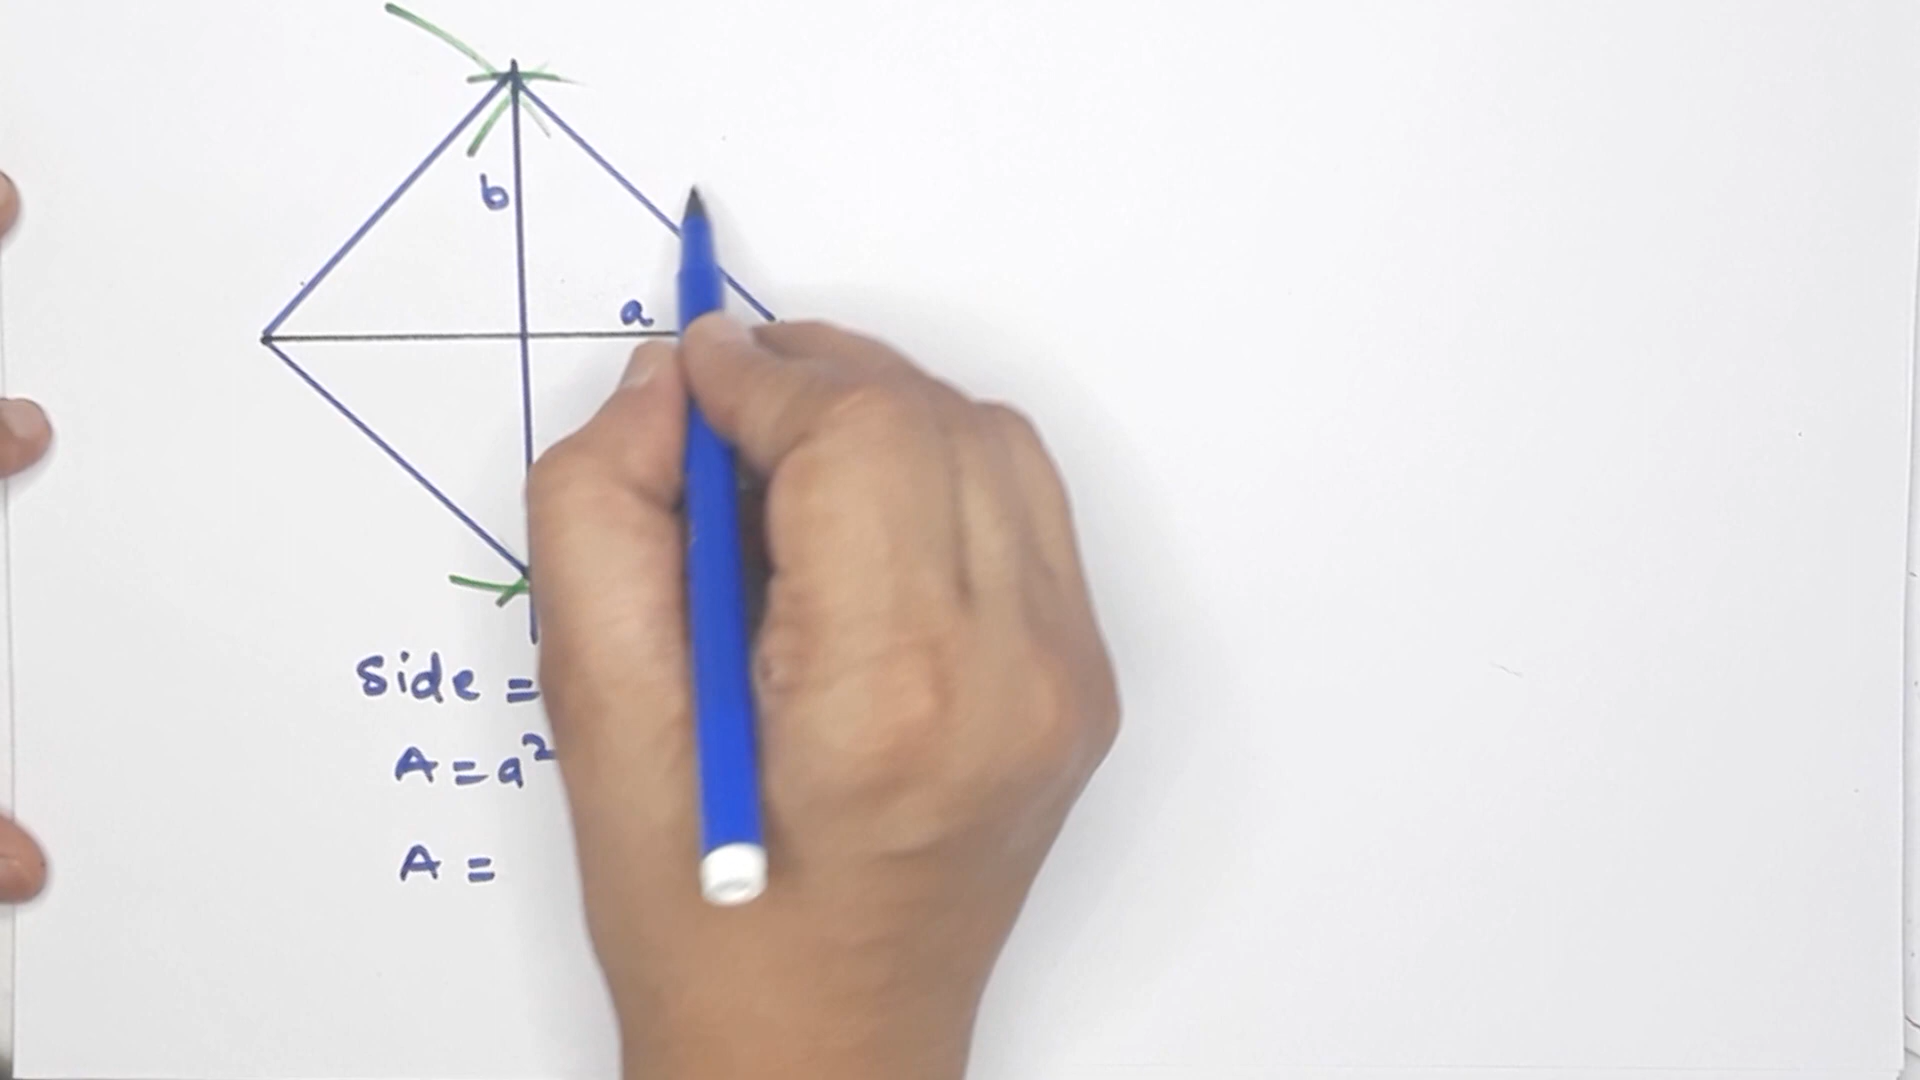 b
a
Side =
A = a²
A =